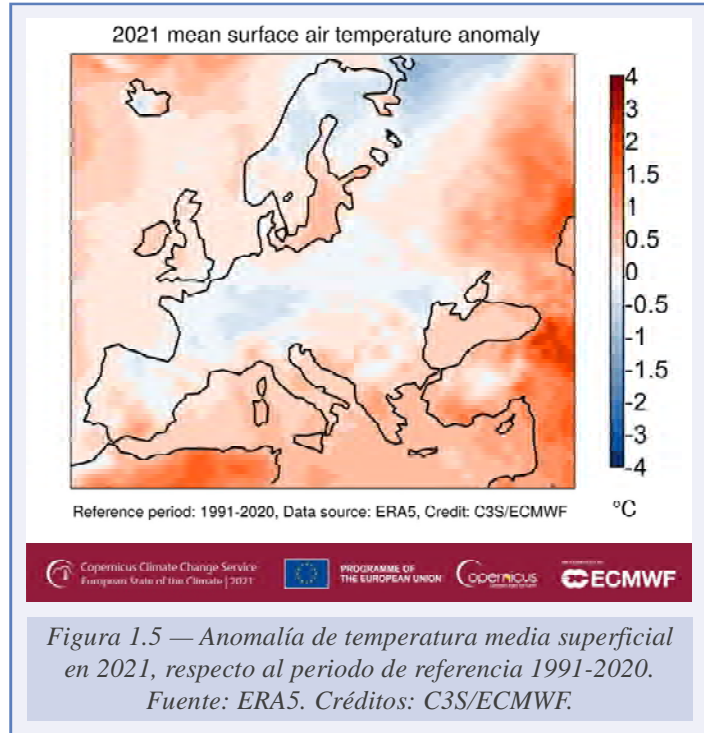 2021 mean surface air temperature anomaly
4
3
2
1.5
1
0.5
0
-0.5
-1
-1.5
-2
-3
-4
°C
Reference period: 1991-2020, Data source: ERA5, Credit: C3S/ECMWF
Copernicus Climate Change Service
European State of the Climate | 2021
PROGRAMME OF
THE EUROPEAN UNION
Copernicus
ECMWF
Figura 1.5 — Anomalía de temperatura media superficial
en 2021, respecto al periodo de referencia 1991-2020.
Fuente: ERA5. Créditos: C3S/ECMWF.